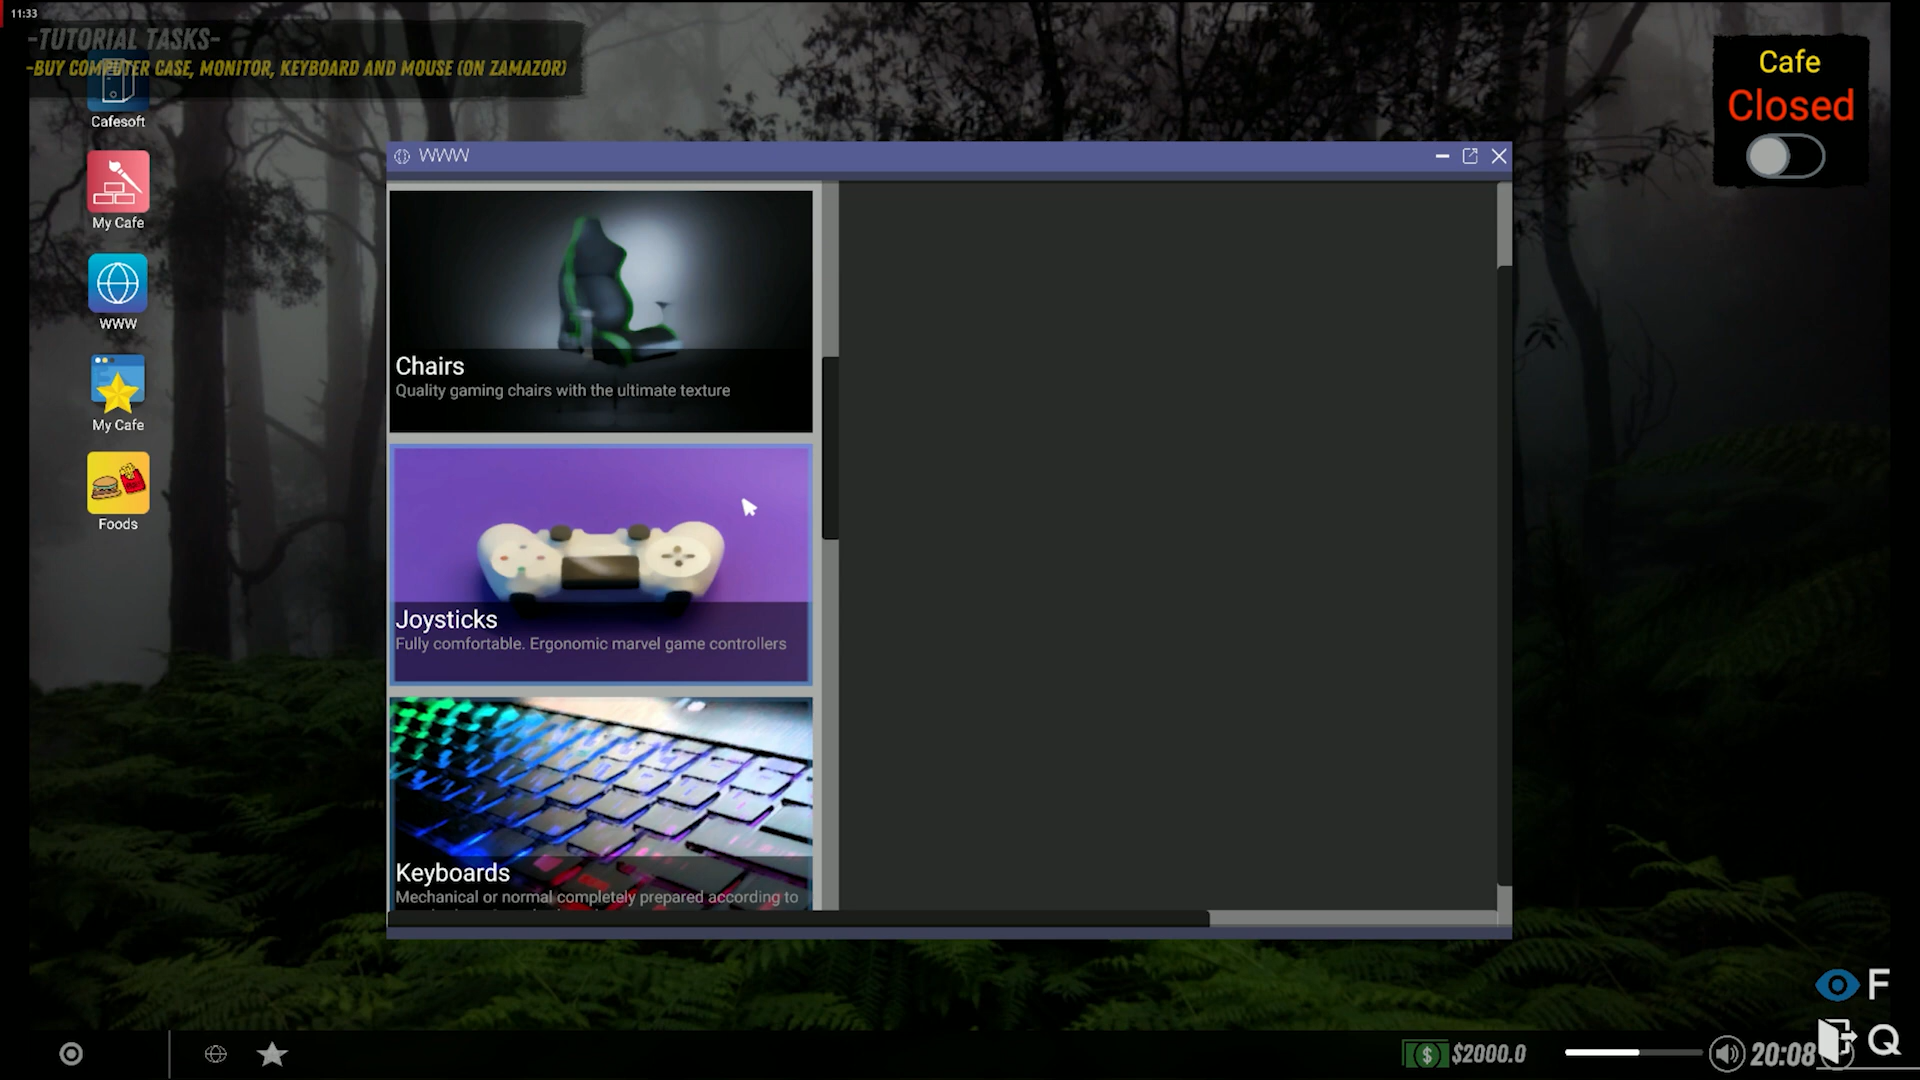 11:33
-TUTORIAL TASKS-
-BUY COMPUTER CASE, MONITOR, KEYBOARD AND MOUSE (ON ZAMAZOR)
Cafesoft
My Cafe
WWW
My Cafe
Foods
WWW
Chairs
Quality gaming chairs with the ultimate texture
Joysticks
Fully comfortable. Ergonomic marvel game controllers
Keyboards
Mechanical or normal completely prepared according to
Cafe
Closed
F
$2000.0
20:08
Q